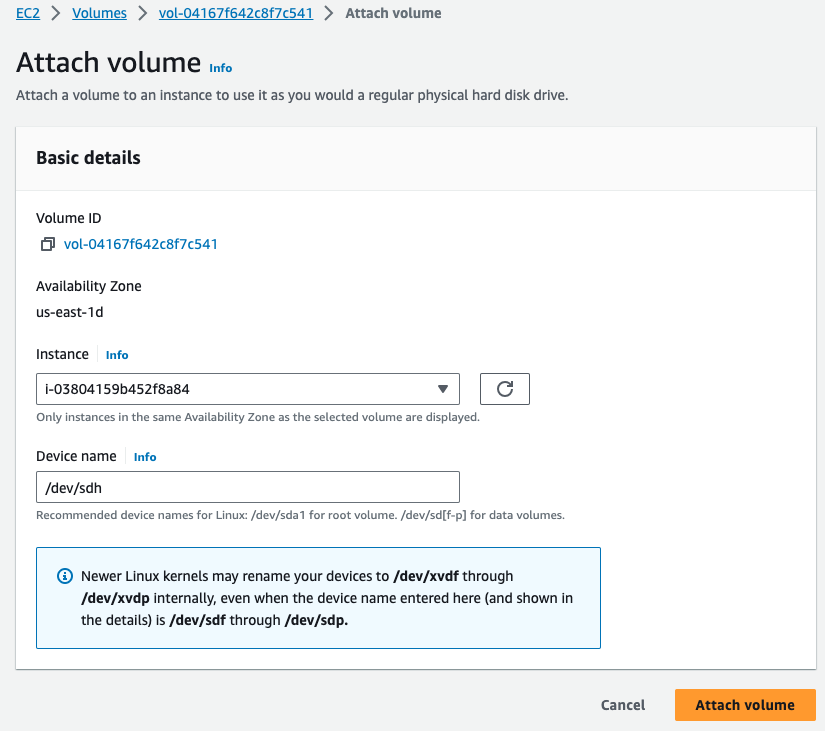 EC2 > Volumes > vol-04167f642c8f7c541 > Attach volume
Attach volume Info
Attach a volume to an instance to use it as you would a regular physical hard disk drive.
Basic details
Volume ID
vol-04167f642c8f7c541
Availability Zone
us-east-1d
Instance Info
i-03804159b452f8a84
Only instances in the same Availability Zone as the selected volume are displayed.
Device name Info
/dev/sdh
Recommended device names for Linux: /dev/sda1 for root volume. /dev/sd[f-p] for data volumes.
Newer Linux kernels may rename your devices to /dev/xvdf through
/dev/xvdp internally, even when the device name entered here (and shown in
the details) is /dev/sdf through /dev/sdp.
Cancel Attach volume